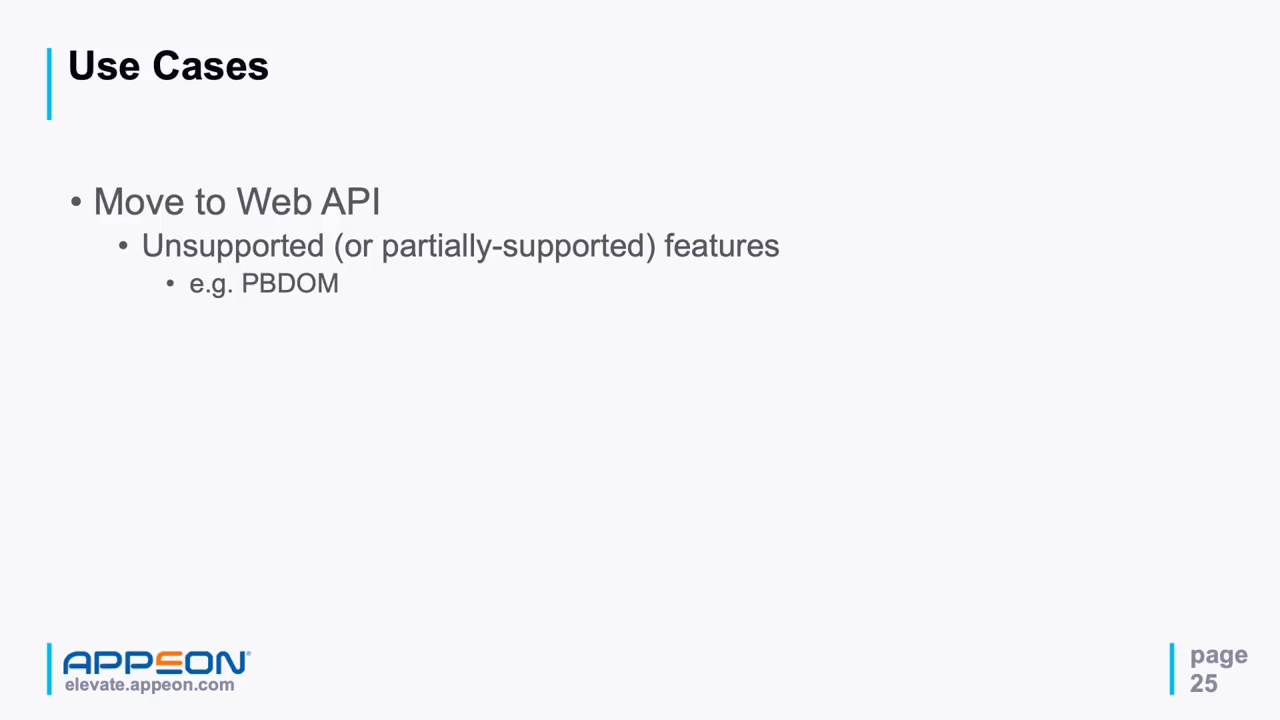 Use Cases
• Move to Web API
• Unsupported (or partially-supported) features
• e.g. PBDOM
APPEON®
elevate.appeon.com
page
25